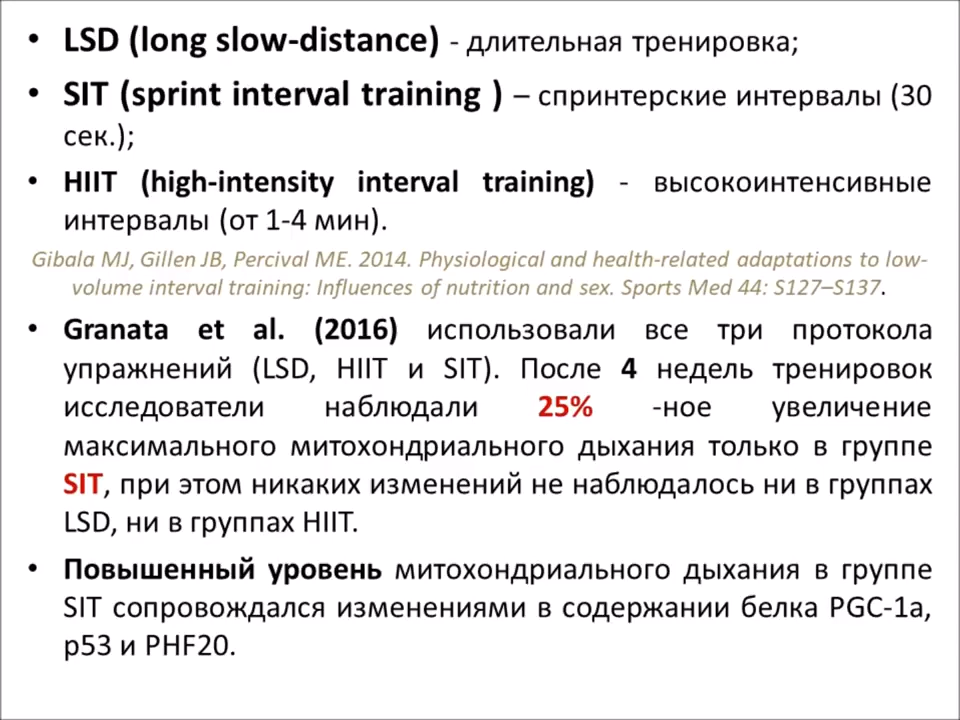 • LSD (long slow-distance) - длительная тренировка;
• SIT (sprint interval training ) – спринтерские интервалы (30
сек.);
• HIIT (high-intensity interval training) - высокоинтенсивные
интервалы (от 1-4 мин).
Gibala MJ, Gillen JB, Percival ME. 2014. Physiological and health-related adaptations to low-
volume interval training: Influences of nutrition and sex. Sports Med 44: S127–S137.
• Granata et al. (2016) использовали все три протокола
упражнений (LSD, HIIT и SIT). После 4 недель тренировок
исследователи наблюдали 25% -ное увеличение
максимального митохондриального дыхания только в группе
SIT, при этом никаких изменений не наблюдалось ни в группах
LSD, ни в группах HIIT.
• Повышенный уровень митохондриального дыхания в группе
SIT сопровождался изменениями в содержании белка PGC-1a,
p53 и PHF20.